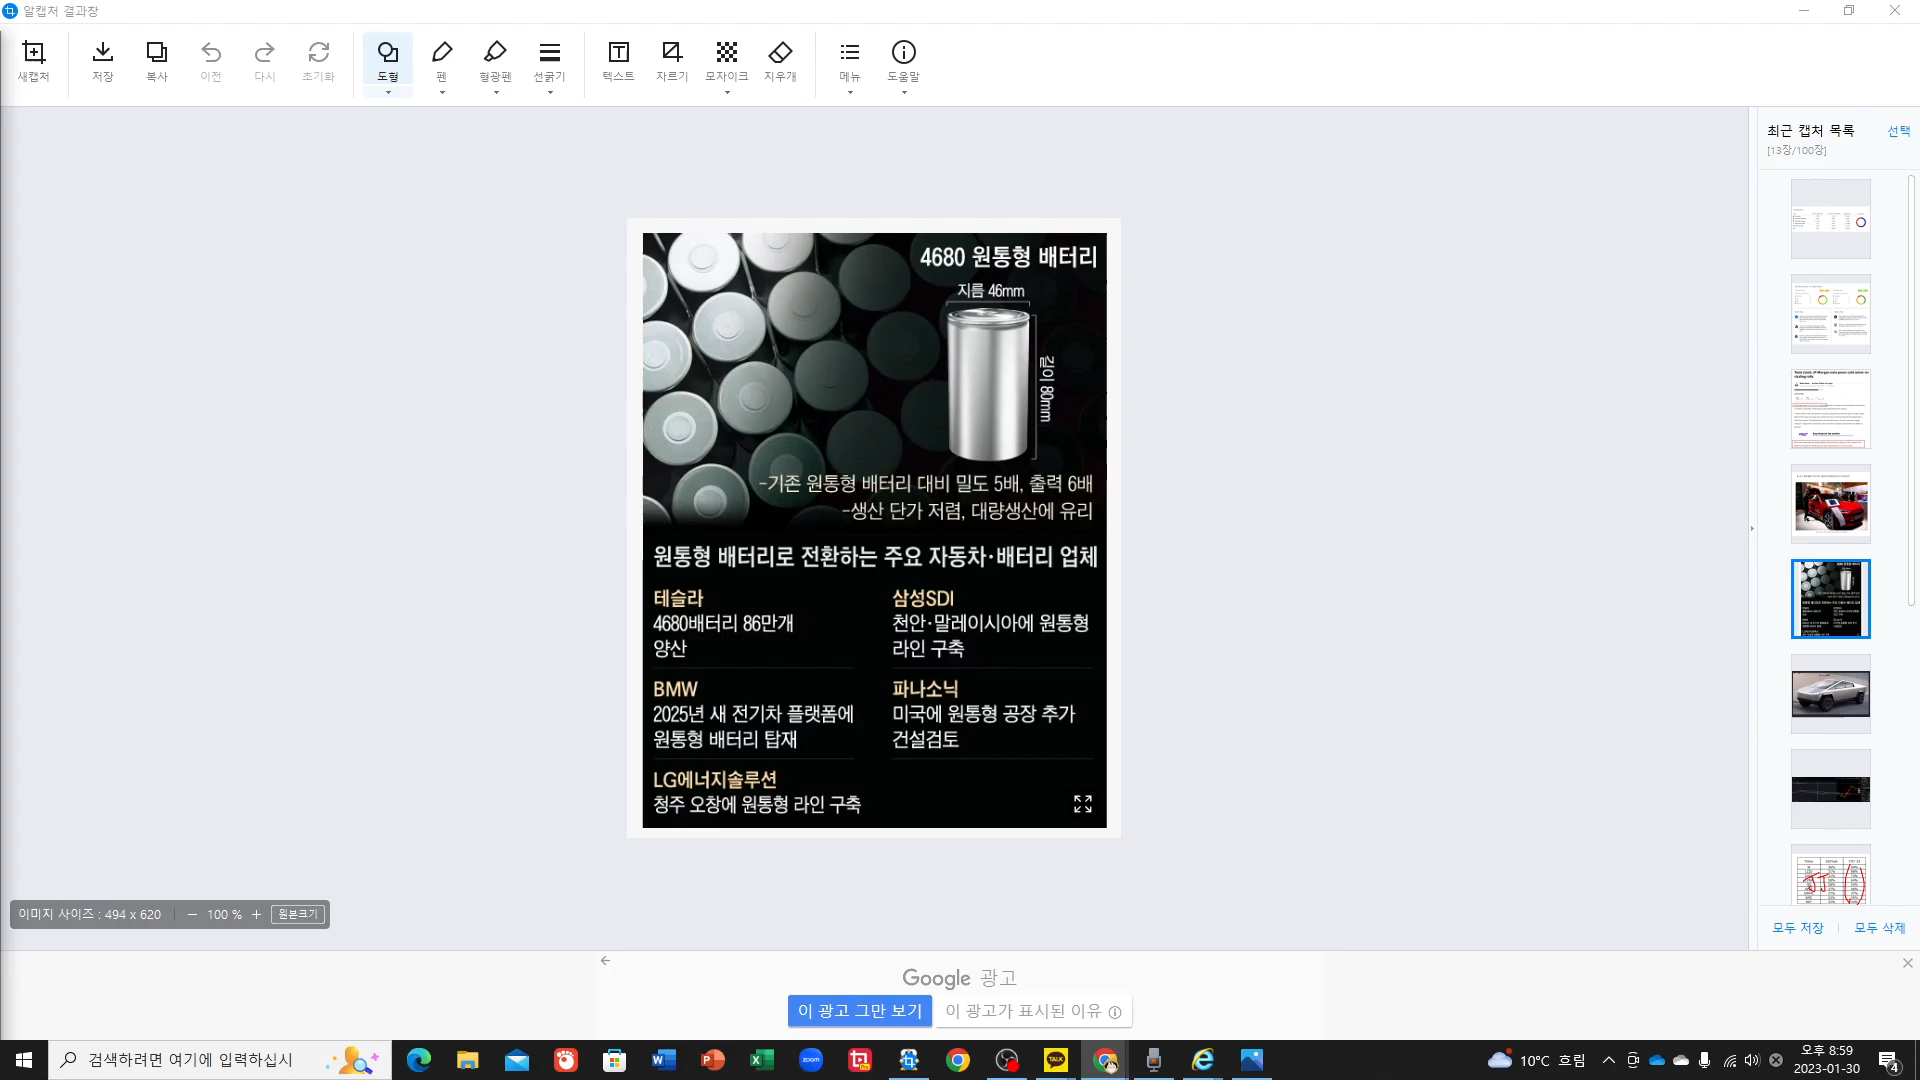 알캡처 결과창
새캡처
저장
복사
이전
다시
초기화
도형
펜
형광펜
선굵기
텍스트
자르기
모자이크
지우개
메뉴
도움말
최근 캡처 목록
선택
[13장/100장]
4680 원통형 배터리
지름 46mm
길이 80mm
-기존 원통형 배터리 대비 밀도 5배, 출력 6배
-생산 단가 저렴, 대량생산에 유리
원통형 배터리로 전환하는 주요 자동차·배터리 업체
테슬라
4680배터리 86만개
양산
삼성SDI
천안·말레이시아에 원통형
라인 구축
BMW
2025년 새 전기차 플랫폼에
원통형 배터리 탑재
파나소닉
미국에 원통형 공장 추가
건설검토
LG에너지솔루션
청주 오창에 원통형 라인 구축
이미지 사이즈 : 494 x 620
100 %
원본크기
모두 저장
모두 삭제
Google 광고
이 광고 그만 보기
이 광고가 표시된 이유
검색하려면 여기에 입력하십시
zoom
TALK
10°C 흐림
오후 8:59
2023-01-30
4